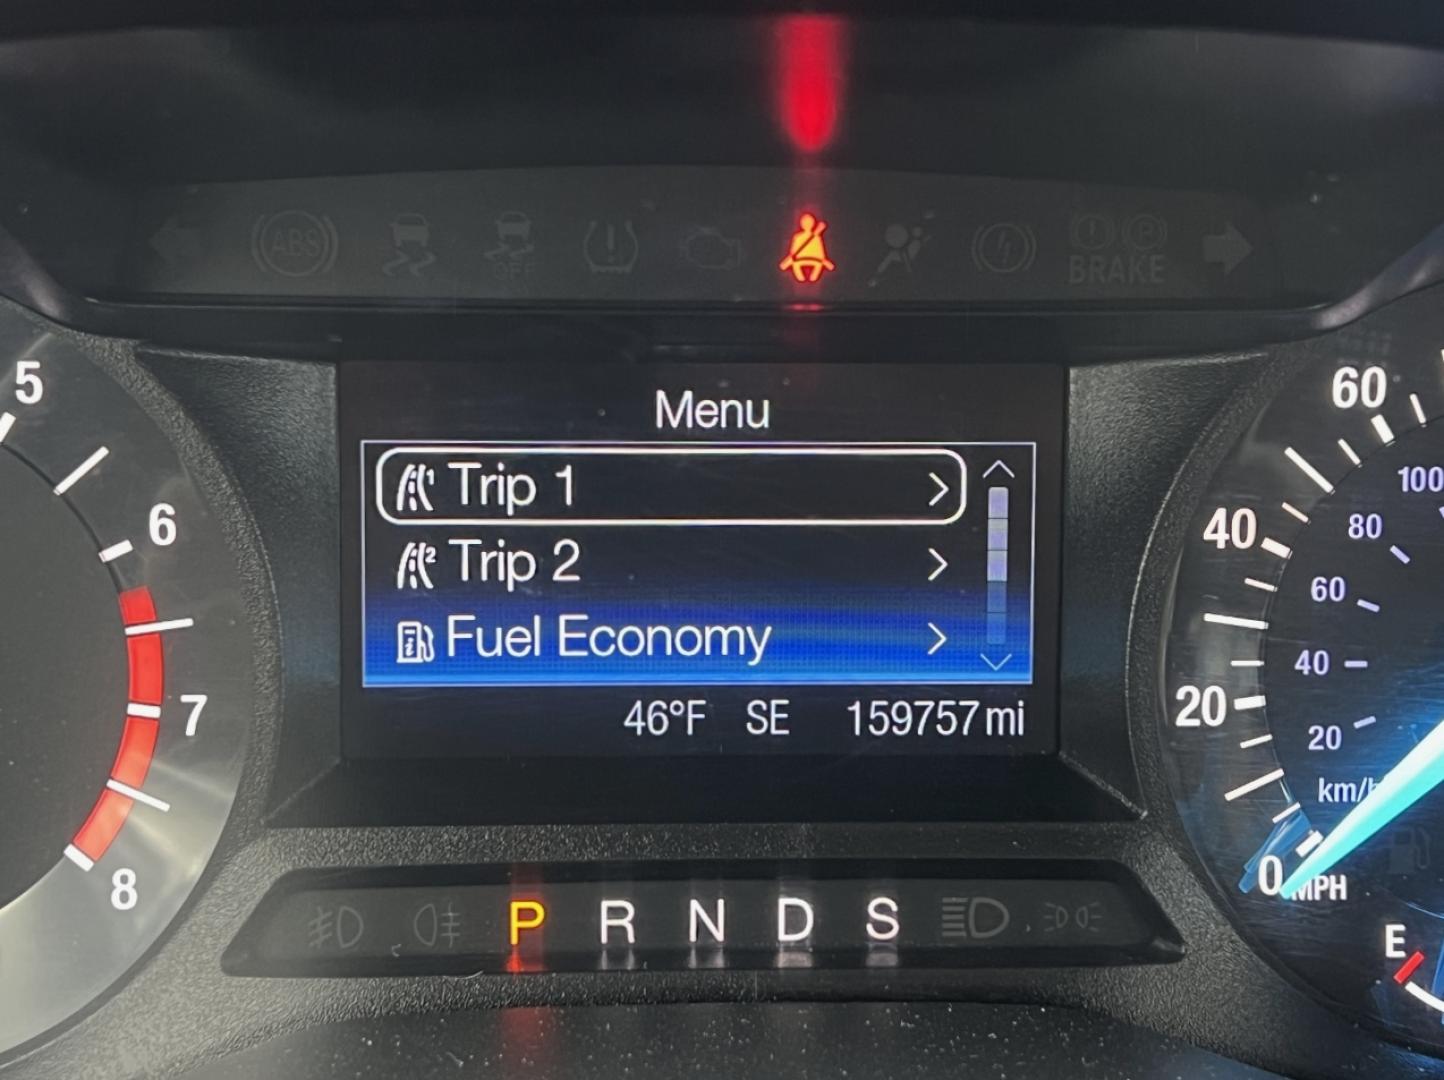 ABS
OFF
BRAKE
Menu
Trip 1
Trip 2
Fuel Economy
46°F SE 159757 mi
P R N D S
5
6
7
8
60
40
20
0 MPH
100
80
60
40
20
km/h
E